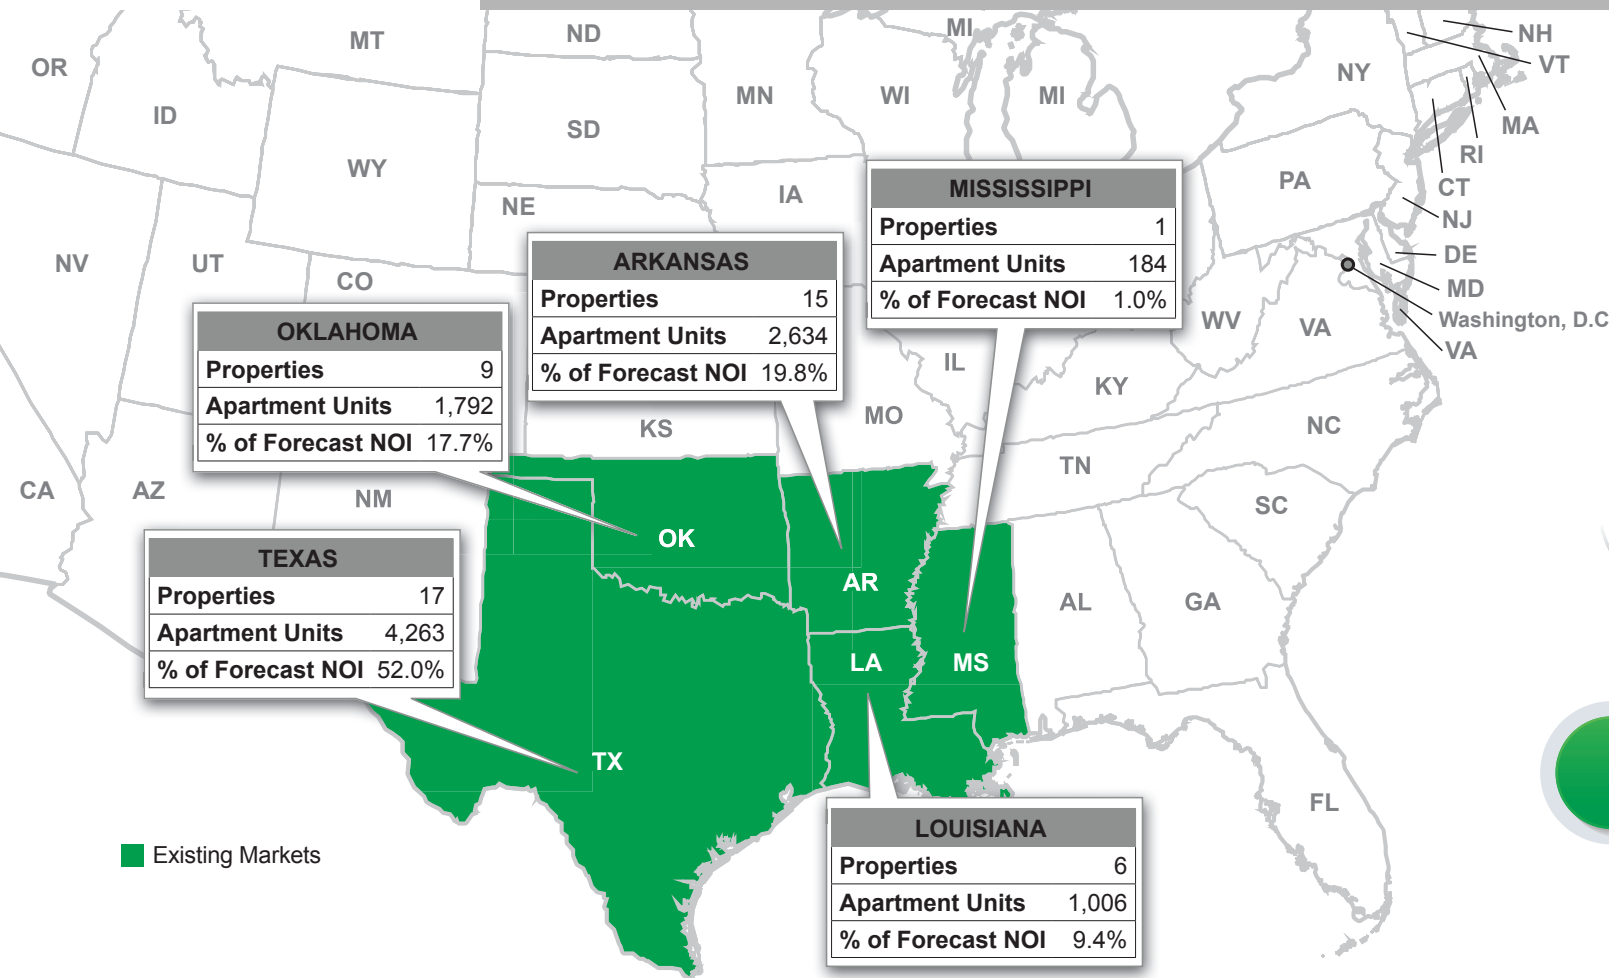 MI
NH
VT
MT
ND
OR
NY
MN
WI
MI
ID
SD
MA
RI
WY
PA
CT
IA
NE
NJ
MISSISSIPPI
Properties 1
Apartment Units 184
% of Forecast NOI 1.0%
NV
UT
CO
DE
MD
Washington, D.C
VA
WV
VA
ARKANSAS
Properties 15
Apartment Units 2,634
% of Forecast NOI 19.8%
OKLAHOMA
Properties 9
Apartment Units 1,792
% of Forecast NOI 17.7%
IL
KY
KS
MO
NC
TN
CA
AZ
NM
SC
OK
TEXAS
Properties 17
Apartment Units 4,263
% of Forecast NOI 52.0%
AR
AL
GA
LA
MS
TX
FL
Existing Markets
LOUISIANA
Properties 6
Apartment Units 1,006
% of Forecast NOI 9.4%